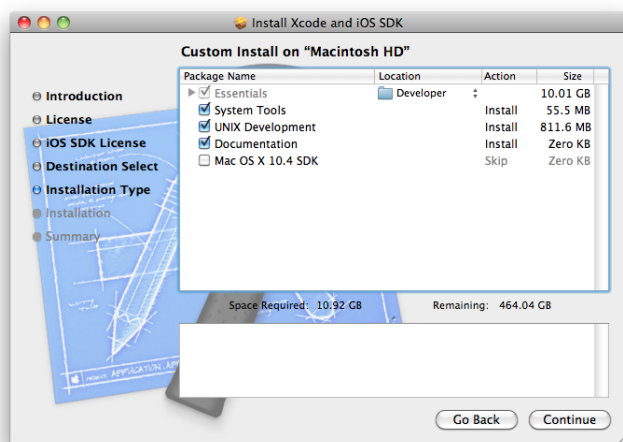 Install Xcode and iOS SDK
Custom Install on “Macintosh HD”
Introduction
License
iOS SDK License
Destination Select
Installation Type
Installation
Summary
Package Name Location Action Size
Essentials Developer 10.01 GB
System Tools Install 55.5 MB
UNIX Development Install 811.6 MB
Documentation Install Zero KB
Mac OS X 10.4 SDK Skip Zero KB
Space Required: 10.92 GB Remaining: 464.04 GB
Go Back Continue